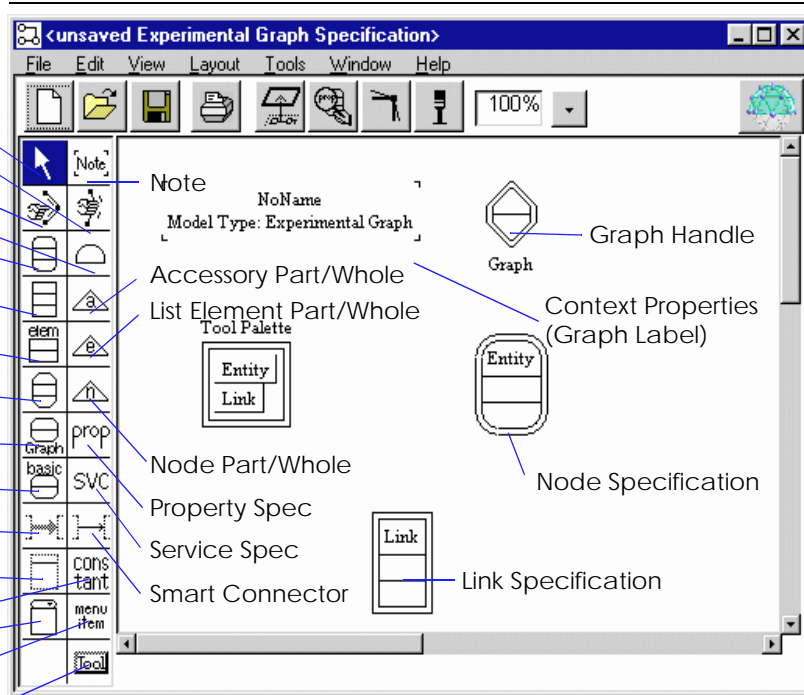 <unsaved Experimental Graph Specification>
File Edit View Layout Tools Window Help
100%
Note
Note
NoName
Model Type: Experimental Graph
Graph Handle
Graph
a
Accessory Part/Whole
Context Properties
(Graph Label)
elem
e
List Element Part/Whole
Tool Palette
Entity
Link
Entity
n
Node Part/Whole
Node Specification
Graph
prop
Property Spec
basic
SVC
Service Spec
Link
Link Specification
Smart Connector
cons
tant
menu
item
Tool